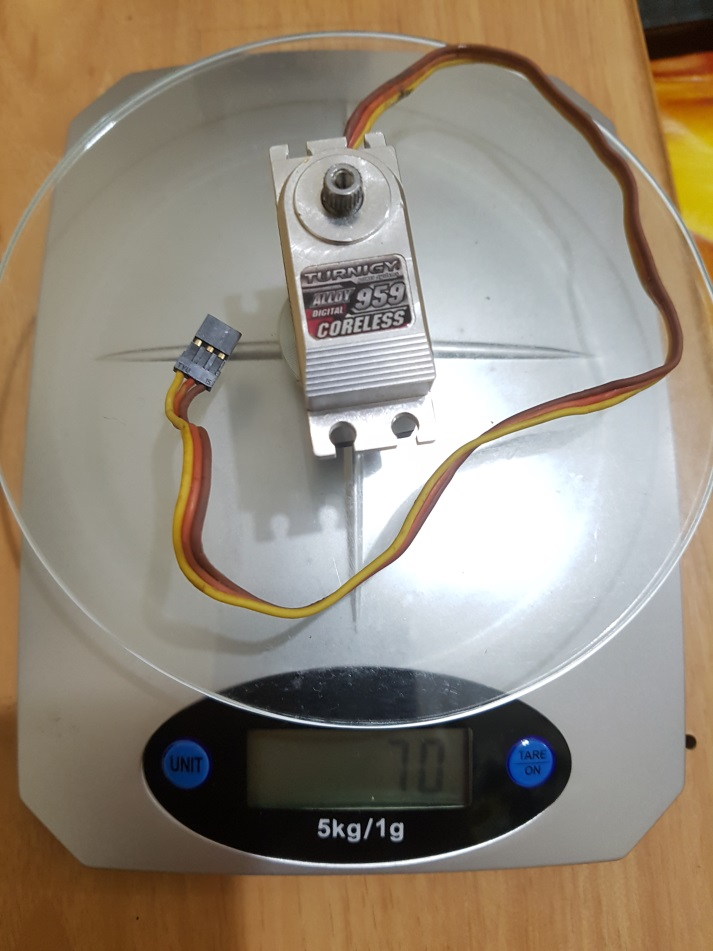 TURNIGY
ALLOY
DIGITAL
959
CORELESS
UNIT
70
TARE
ON
5kg/1g